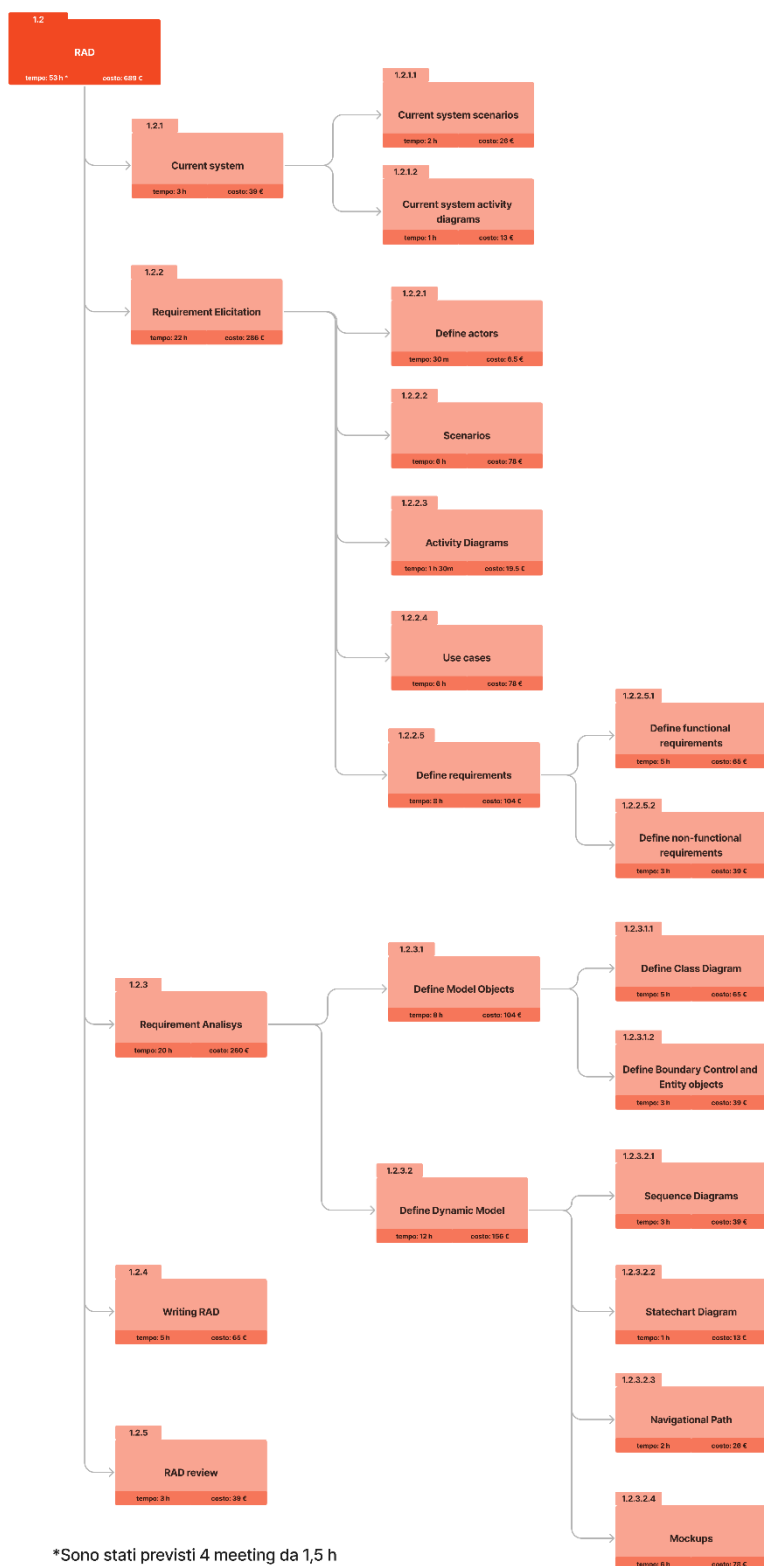 1.2
RAD
tempo: 53 h *
costo: 689 €
1.2.1
Current system
tempo: 3 h
costo: 39 €
1.2.1.1
Current system scenarios
tempo: 2 h
costo: 26 €
1.2.1.2
Current system activity
diagrams
tempo: 1 h
costo: 13 €
1.2.2
Requirement Elicitation
tempo: 22 h
costo: 286 €
1.2.2.1
Define actors
tempo: 30 m
costo: 6.5 €
1.2.2.2
Scenarios
tempo: 6 h
costo: 78 €
1.2.2.3
Activity Diagrams
tempo: 1 h 30m
costo: 19.5 €
1.2.2.4
Use cases
tempo: 6 h
costo: 78 €
1.2.2.5
Define requirements
tempo: 8 h
costo: 104 €
1.2.2.5.1
Define functional
requirements
tempo: 5 h
costo: 65 €
1.2.2.5.2
Define non-functional
requirements
tempo: 3 h
costo: 39 €
1.2.3
Requirement Analisys
tempo: 20 h
costo: 260 €
1.2.3.1
Define Model Objects
tempo: 8 h
costo: 104 €
1.2.3.1.1
Define Class Diagram
tempo: 5 h
costo: 65 €
1.2.3.1.2
Define Boundary Control and
Entity objects
tempo: 3 h
costo: 39 €
1.2.3.2
Define Dynamic Model
tempo: 12 h
costo: 156 €
1.2.3.2.1
Sequence Diagrams
tempo: 3 h
costo: 39 €
1.2.3.2.2
Statechart Diagram
tempo: 1 h
costo: 13 €
1.2.3.2.3
Navigational Path
tempo: 2 h
costo: 26 €
1.2.3.2.4
Mockups
tempo: 6 h
costo: 78 €
1.2.4
Writing RAD
tempo: 5 h
costo: 65 €
1.2.5
RAD review
tempo: 3 h
costo: 39 €
*Sono stati previsti 4 meeting da 1,5 h